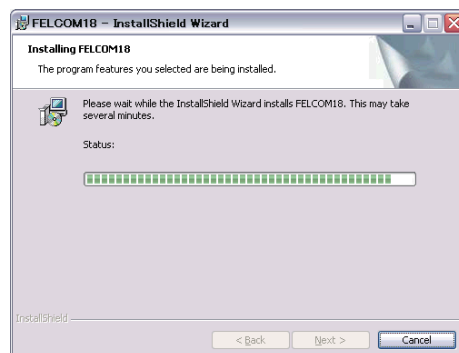 FELCOM18 - InstallShield Wizard
Installing FELCOM18
The program features you selected are being installed.
Please wait while the InstallShield Wizard installs FELCOM18. This may take
several minutes.
Status:
InstallShield
< Back Next > Cancel